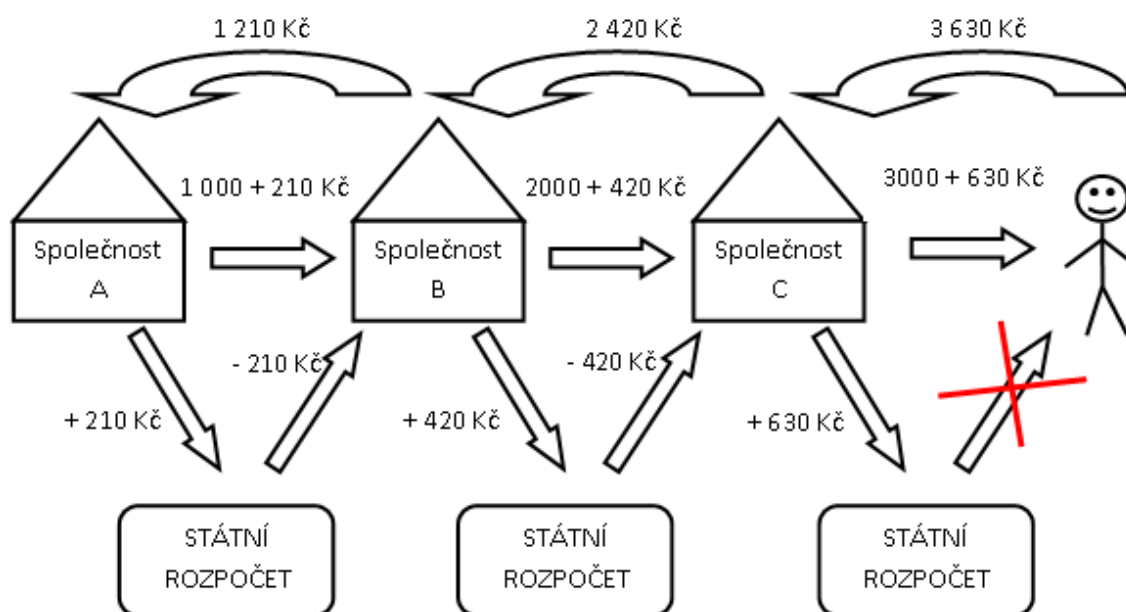 1 210 Kč
2 420 Kč
3 630 Kč
1 000 + 210 Kč
2000 + 420 Kč
3000 + 630 Kč
Společnost
A
Společnost
B
Společnost
C
- 210 Kč
- 420 Kč
+ 210 Kč
+ 420 Kč
+ 630 Kč
STÁTNÍ
ROZPOČET
STÁTNÍ
ROZPOČET
STÁTNÍ
ROZPOČET